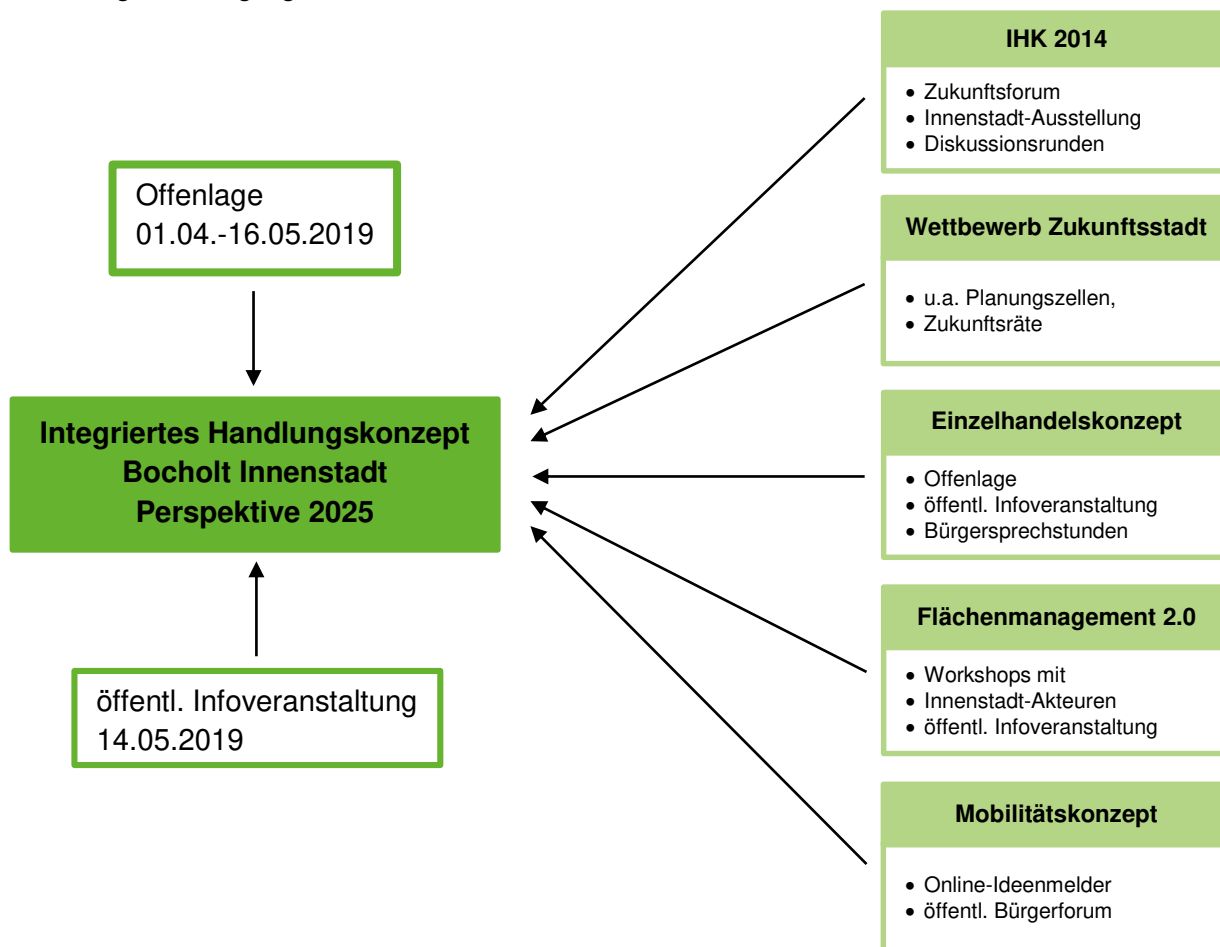 IHK 2014
• Zukunftsforum
• Innenstadt-Ausstellung
• Diskussionsrunden
Offenlage
01.04.-16.05.2019
Wettbewerb Zukunftsstadt
• u.a. Planungszellen,
• Zukunftsräte
Integriertes Handlungskonzept
Bocholt Innenstadt
Perspektive 2025
Einzelhandelskonzept
• Offenlage
• öffentl. Infoveranstaltung
• Bürgersprechstunden
Flächenmanagement 2.0
• Workshops mit
• Innenstadt-Akteuren
• öffentl. Infoveranstaltung
öffentl. Infoveranstaltung
14.05.2019
Mobilitätskonzept
• Online-Ideenmelder
• öffentl. Bürgerforum